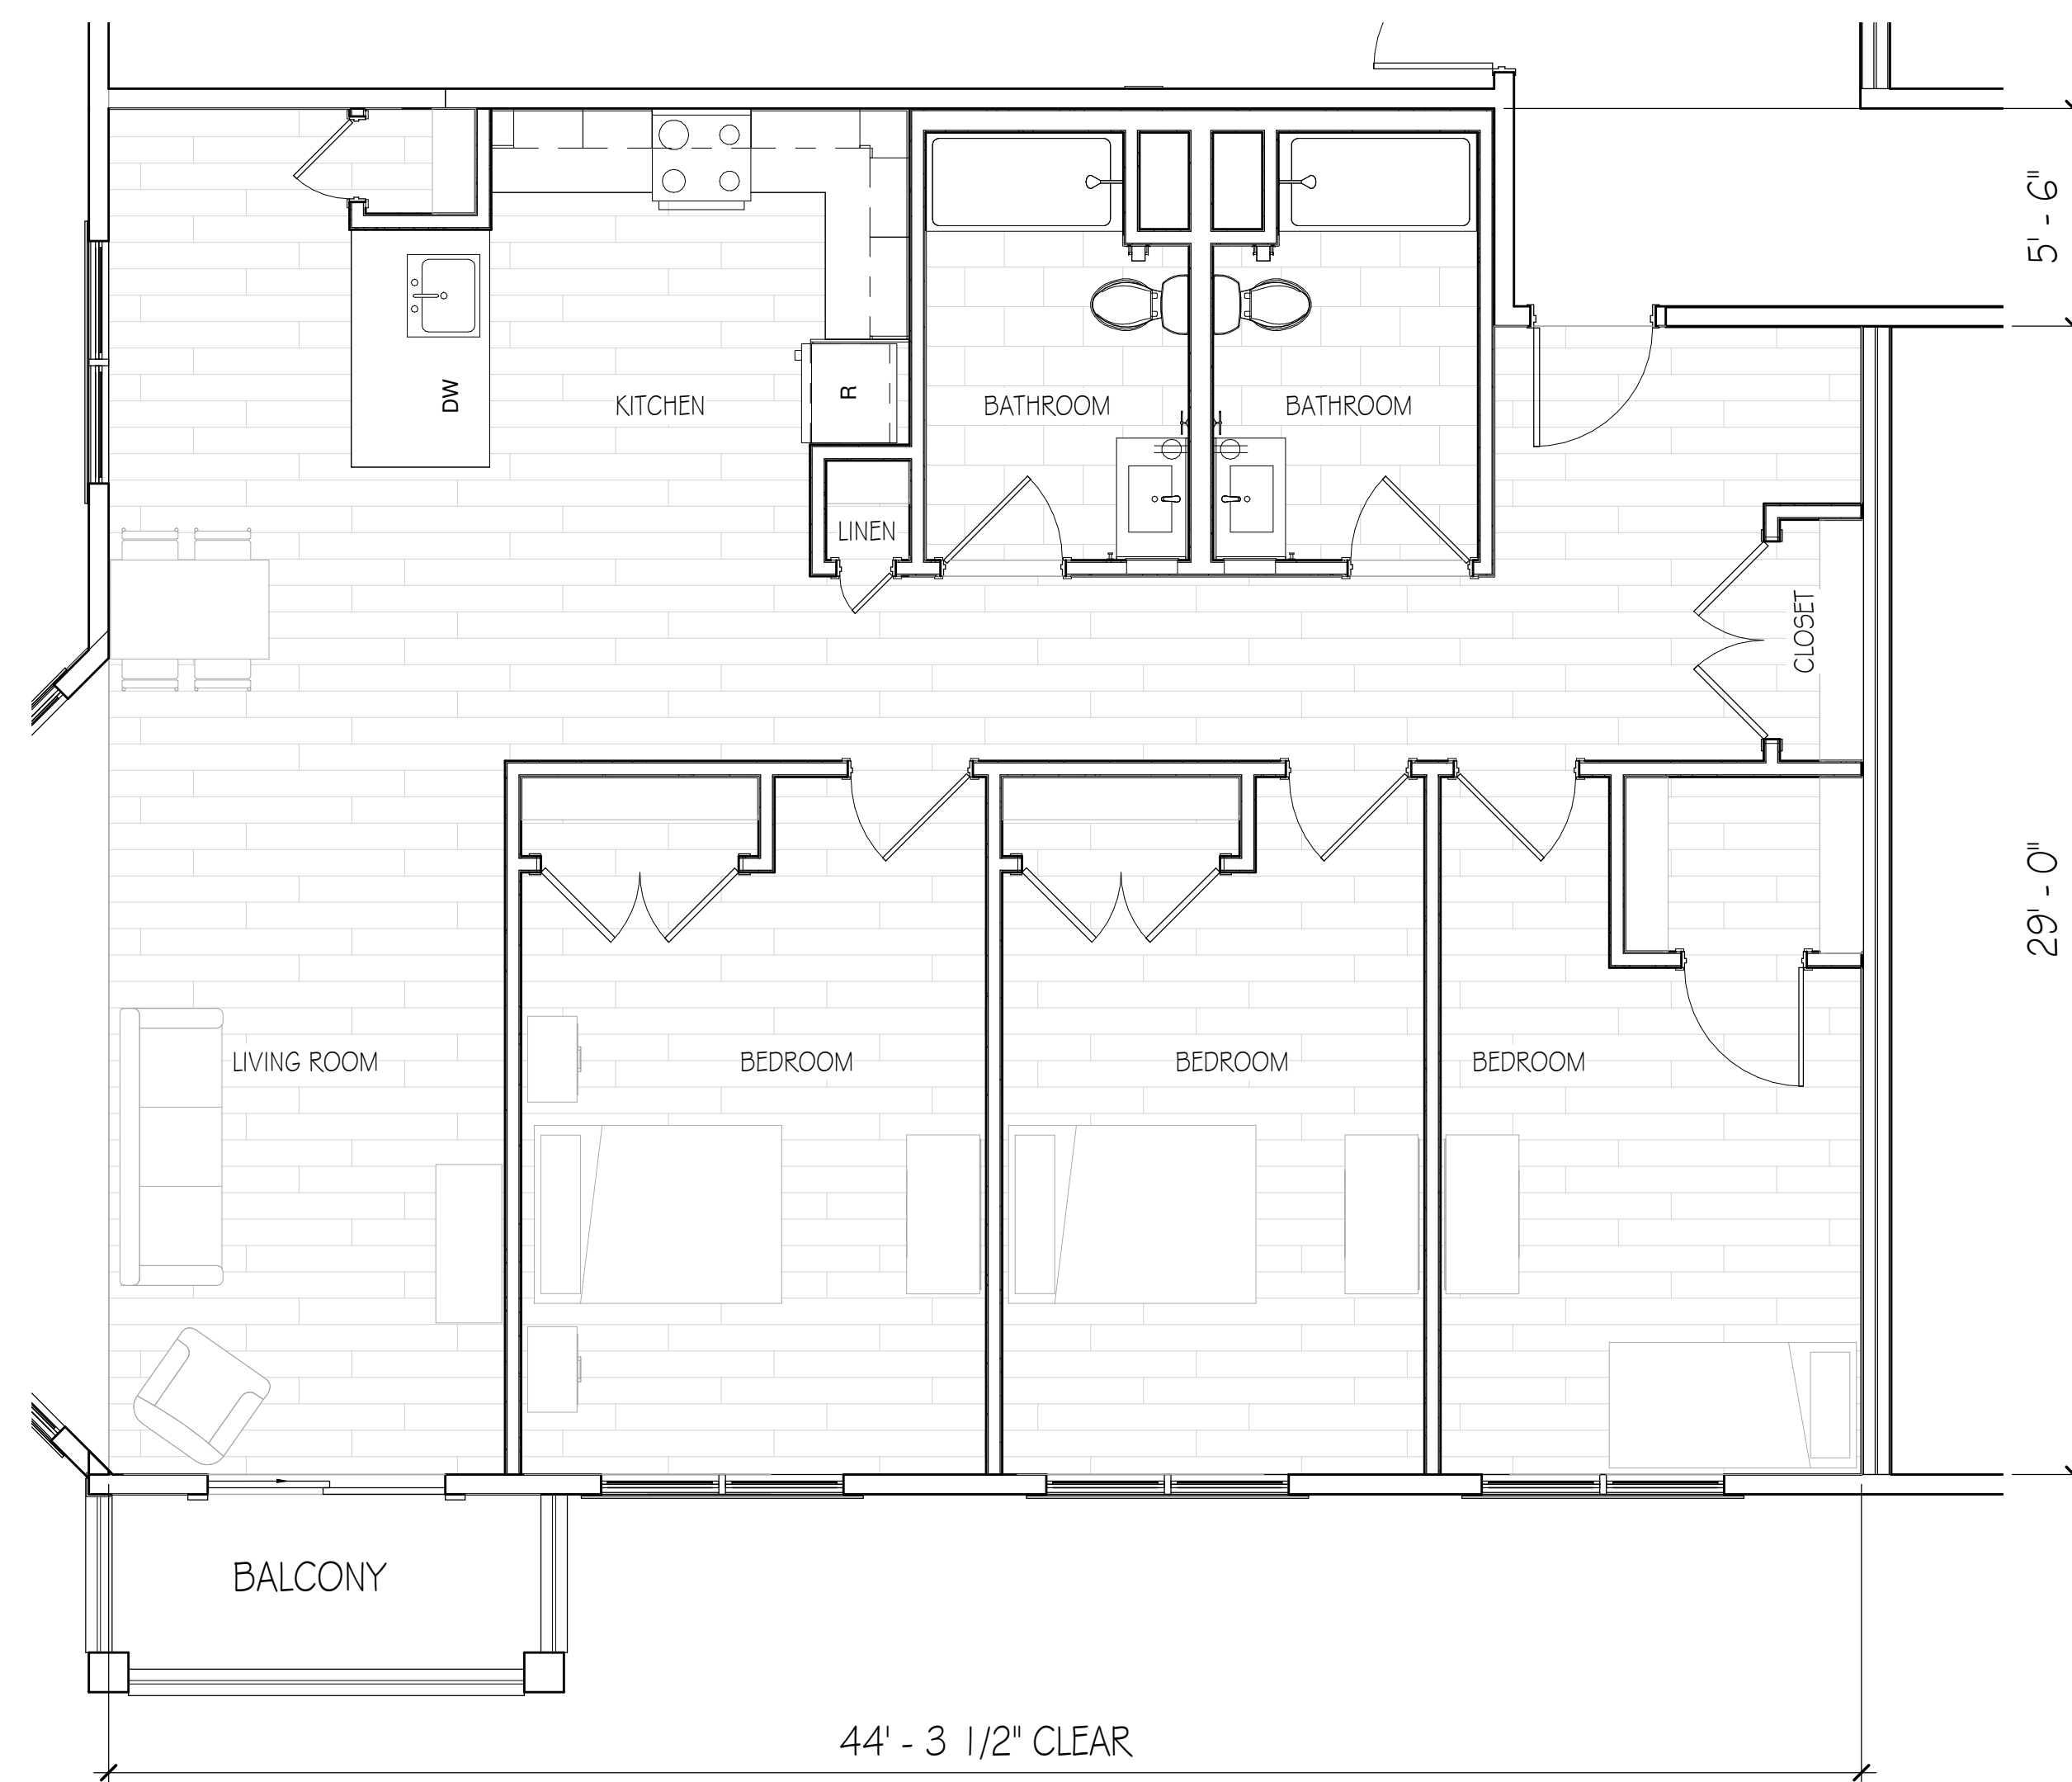 5' - 6"
DW
KITCHEN
R
BATHROOM
BATHROOM
LINEN
CLOSET
29' - 0"
LIVING ROOM
BEDROOM
BEDROOM
BEDROOM
BALCONY
44' - 3 1/2" CLEAR